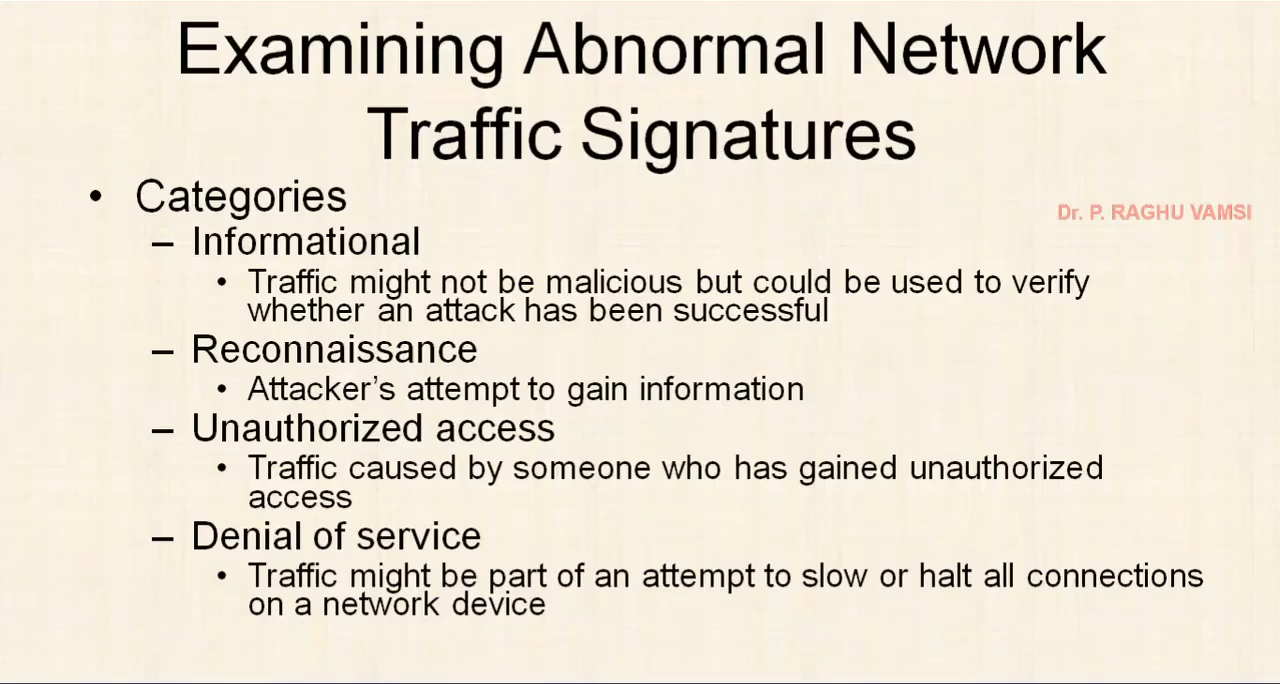 Examining Abnormal Network
Traffic Signatures
• Categories
Dr. P. RAGHU VAMSI
– Informational
• Traffic might not be malicious but could be used to verify
whether an attack has been successful
– Reconnaissance
• Attacker’s attempt to gain information
– Unauthorized access
• Traffic caused by someone who has gained unauthorized
access
– Denial of service
• Traffic might be part of an attempt to slow or halt all connections
on a network device